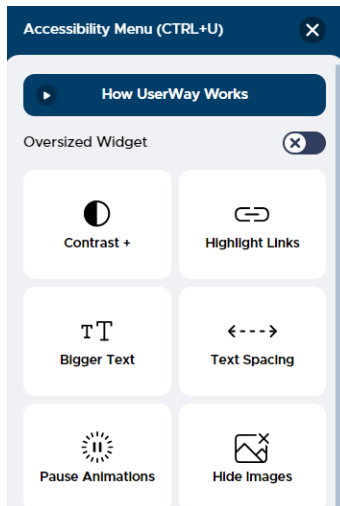 Accessibility Menu (CTRL+U)
How UserWay Works
Oversized Widget
Contrast +
Highlight Links
Bigger Text
Text Spacing
Pause Animations
Hide Images